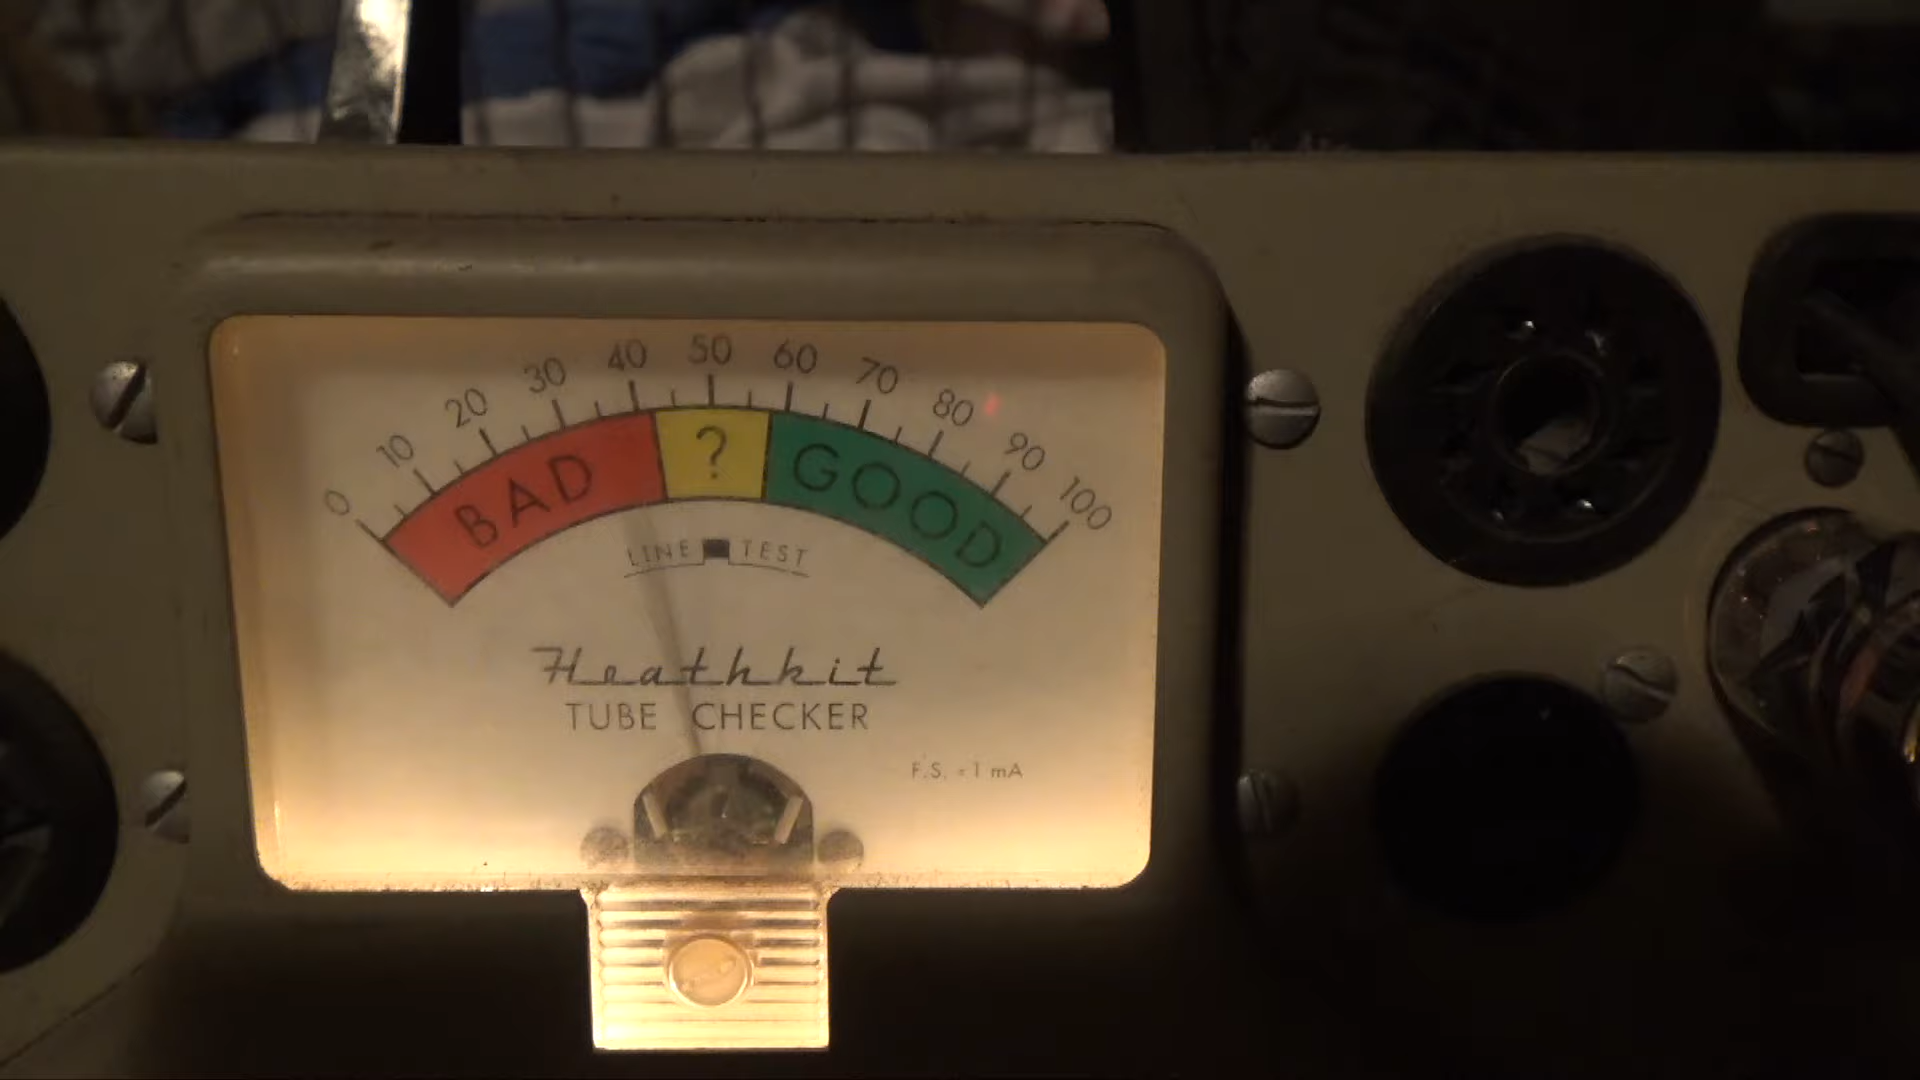 0 10 20 30 40 50 60 70 80 90 100
BAD ? GOOD
LINE TEST
Heathkit
TUBE CHECKER
F.S. = 1 mA